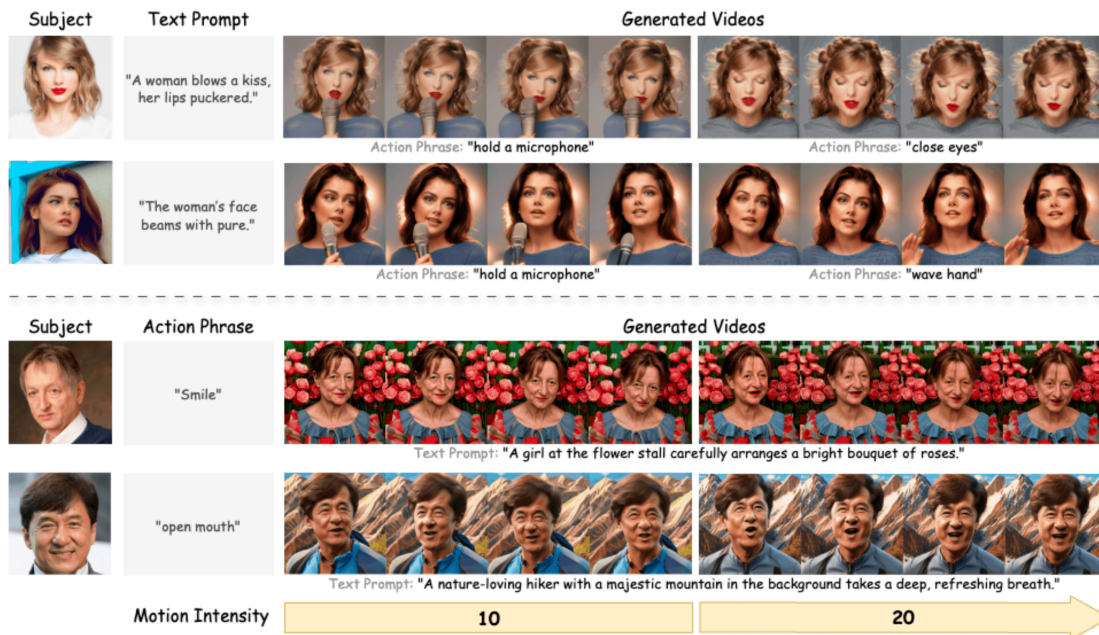 Subject Text Prompt Generated Videos
"A woman blows a kiss,
her lips puckered."
Action Phrase: "hold a microphone" Action Phrase: "close eyes"
"The woman's face
beams with pure."
Action Phrase: "hold a microphone" Action Phrase: "wave hand"
Subject Action Phrase Generated Videos
"Smile"
Text Prompt: "A girl at the flower stall carefully arranges a bright bouquet of roses."
"open mouth"
Text Prompt: "A nature-loving hiker with a majestic mountain in the background takes a deep, refreshing breath."
Motion Intensity 10 20